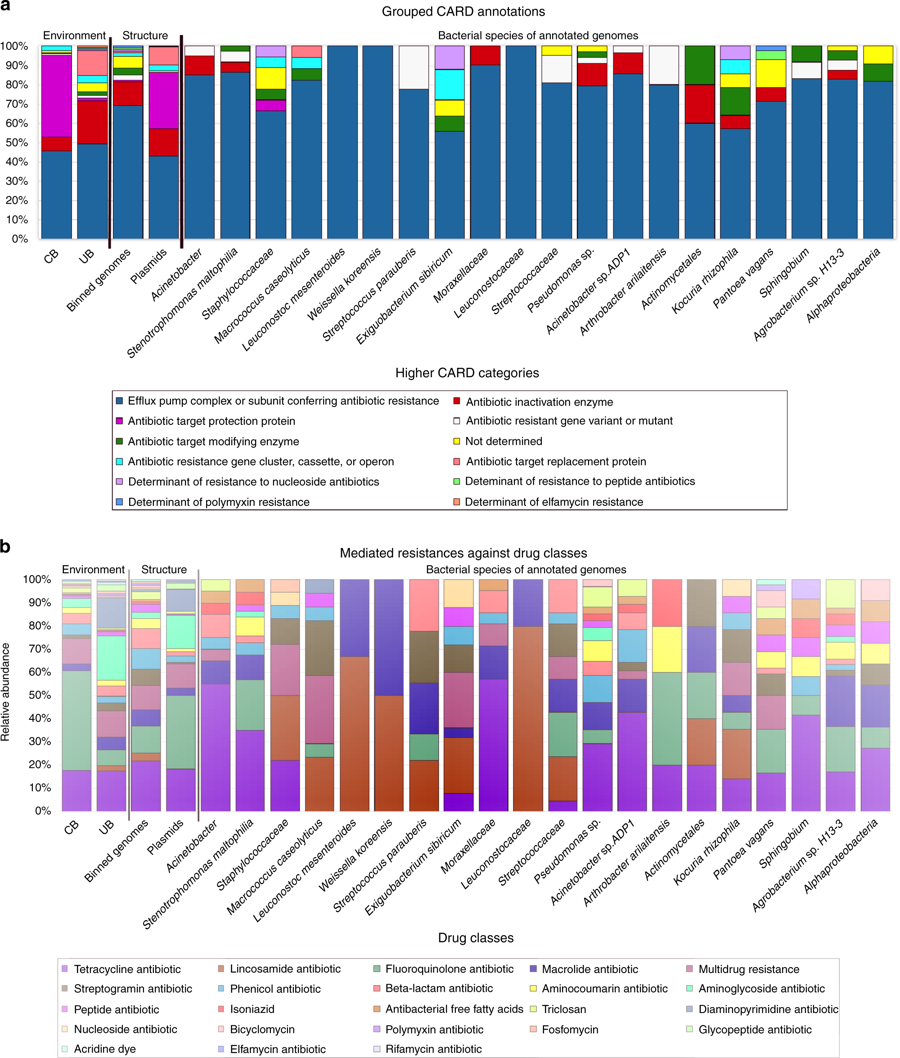 a
Grouped CARD annotations
Environment Structure Bacterial species of annotated genomes
100%
90%
80%
70%
60%
50%
40%
30%
20%
10%
0%
CB
UB
Binned genomes
Plasmids
Acinetobacter
Stenotrophomonas maltophilia
Staphylococcaceae
Macrococcus caseolyticus
Leuconostoc mesenteroides
Weissella koreensis
Streptococcus parauberis
Exiguobacterium sibiricum
Moraxellaceae
Leuconostocaceae
Streptococcaceae
Pseudomonas sp.
Acinetobacter sp.ADP1
Arthrobacter arilaitensis
Actinomycetales
Kocuria rhizophila
Pantoea vagans
Sphingobium
Agrobacterium sp. H13-3
Alphaproteobacteria
Higher CARD categories
Efflux pump complex or subunit conferring antibiotic resistance Antibiotic inactivation enzyme
Antibiotic target protection protein Antibiotic resistant gene variant or mutant
Antibiotic target modifying enzyme Not determined
Antibiotic resistance gene cluster, cassette, or operon Antibiotic target replacement protein
Determinant of resistance to nucleoside antibiotics Deteminant of resistance to peptide antibiotics
Determinant of polymyxin resistance Determinant of elfamycin resistance
b
Mediated resistances against drug classes
Environment Structure Bacterial species of annotated genomes
Relative abundance
100%
90%
80%
70%
60%
50%
40%
30%
20%
10%
0%
CB
UB
Binned genomes
Plasmids
Acinetobacter
Stenotrophomonas maltophilia
Staphylococcaceae
Macrococcus caseolyticus
Leuconostoc mesenteroides
Weissella koreensis
Streptococcus parauberis
Exiguobacterium sibiricum
Moraxellaceae
Leuconostocaceae
Streptococcaceae
Pseudomonas sp.
Acinetobacter sp.ADP1
Arthrobacter arilaitensis
Actinomycetales
Kocuria rhizophila
Pantoea vagans
Sphingobium
Agrobacterium sp. H13-3
Alphaproteobacteria
Drug classes
Tetracycline antibiotic Lincosamide antibiotic Fluoroquinolone antibiotic Macrolide antibiotic Multidrug resistance
Streptogramin antibiotic Phenicol antibiotic Beta-lactam antibiotic Aminocoumarin antibiotic Aminoglycoside antibiotic
Peptide antibiotic Isoniazid Antibacterial free fatty acids Triclosan Diaminopyrimidine antibiotic
Nucleoside antibiotic Bicyclomycin Polymyxin antibiotic Fosfomycin Glycopeptide antibiotic
Acridine dye Elfamycin antibiotic Rifamycin antibiotic